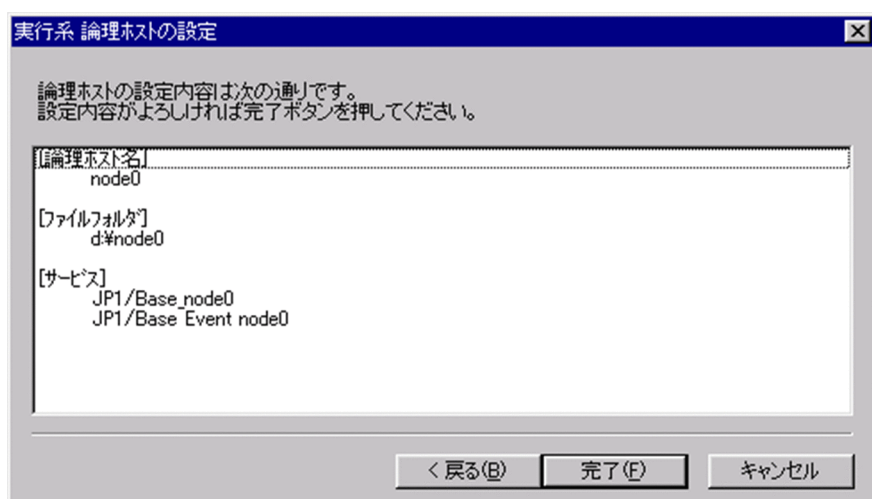 実行系 論理ホストの設定
論理ホストの設定内容は次の通りです。
設定内容がよろしければ完了ボタンを押してください。
[論理ホスト名]
node0
[ファイルフォルダ]
d:¥node0
[サービス]
JP1/Base_node0
JP1/Base Event node0
< 戻る(B)
完了(F)
キャンセル